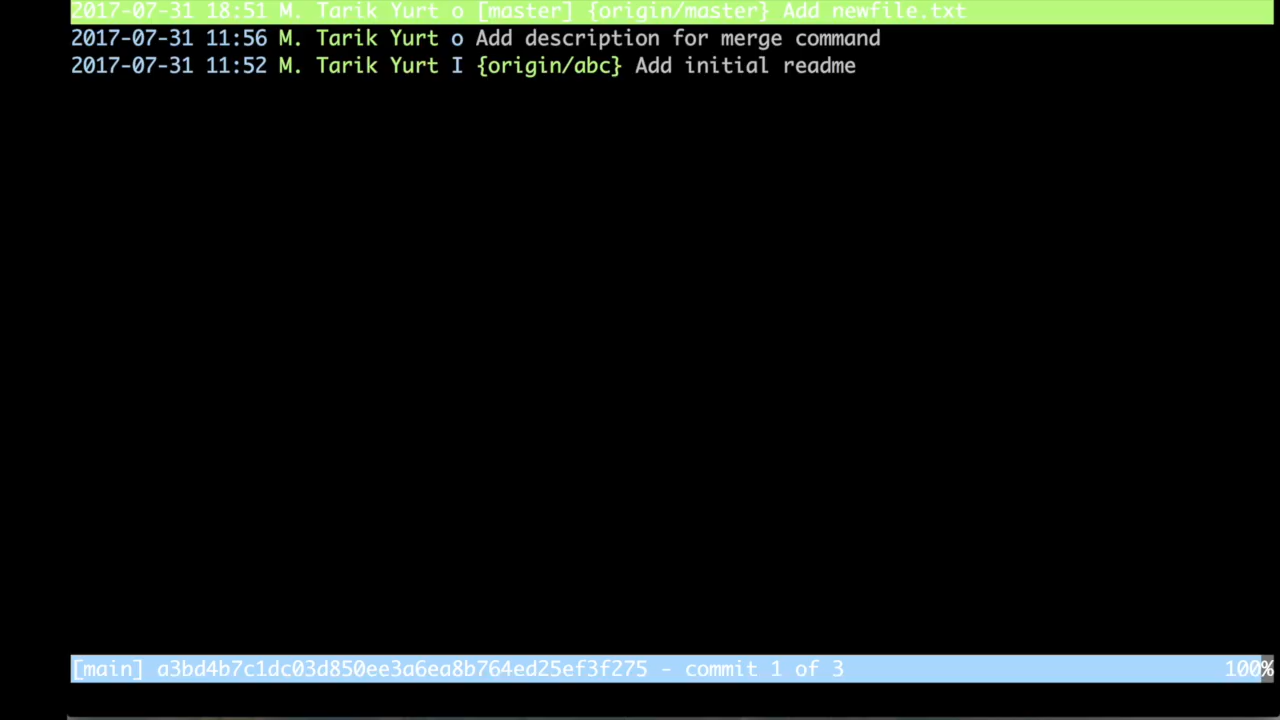 2017-07-31 18:51 M. Tarik Yurt o [master] {origin/master} Add newfile.txt
2017-07-31 11:56 M. Tarik Yurt o Add description for merge command
2017-07-31 11:52 M. Tarik Yurt I {origin/abc} Add initial readme
[main] a3bd4b7c1dc03d850ee3a6ea8b764ed25ef3f275 - commit 1 of 3 100%